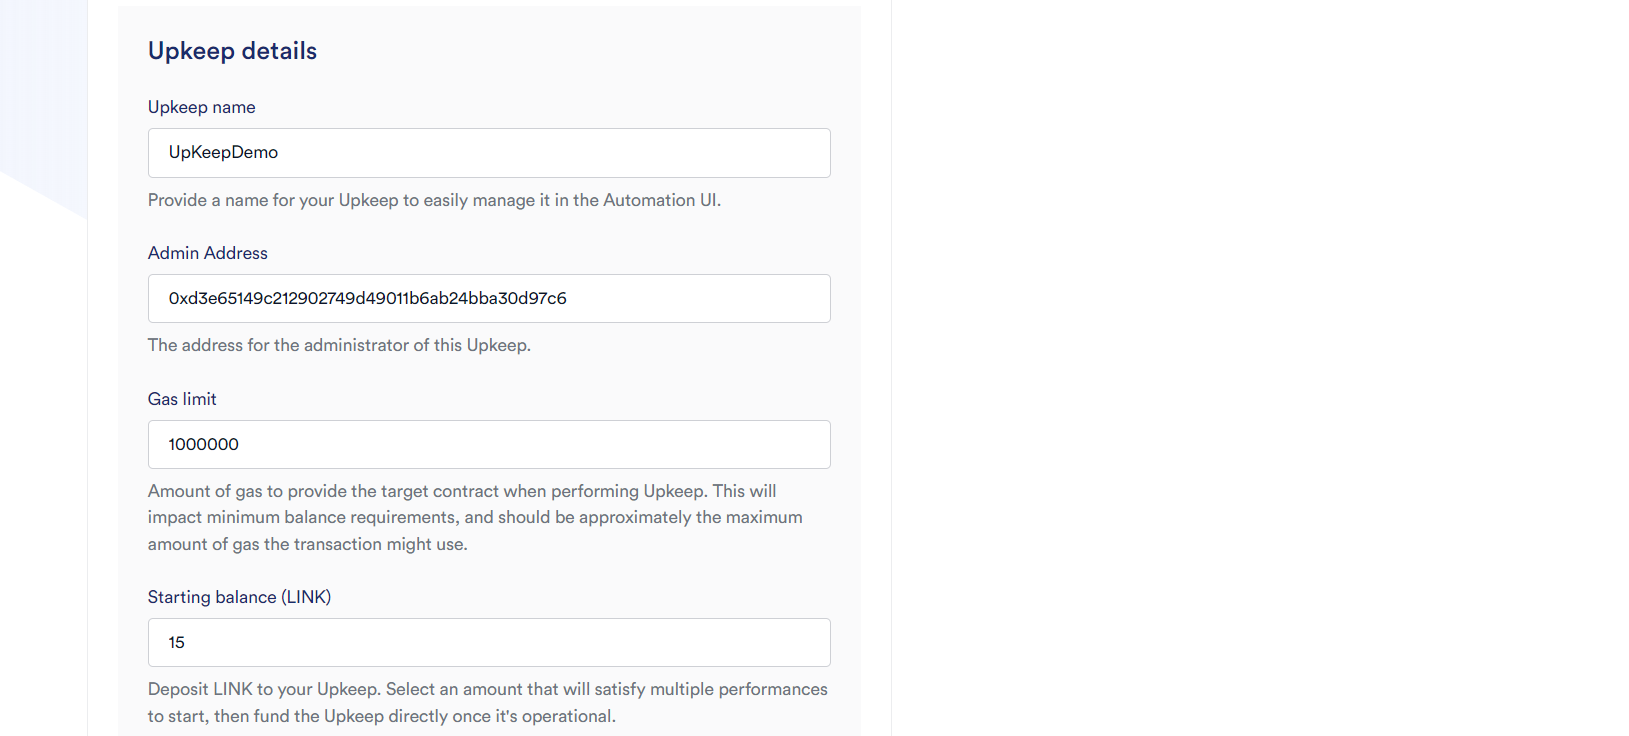 Upkeep details
Upkeep name
UpKeepDemo
Provide a name for your Upkeep to easily manage it in the Automation UI.
Admin Address
0xd3e65149c212902749d49011b6ab24bba30d97c6
The address for the administrator of this Upkeep.
Gas limit
1000000
Amount of gas to provide the target contract when performing Upkeep. This will
impact minimum balance requirements, and should be approximately the maximum
amount of gas the transaction might use.
Starting balance (LINK)
15
Deposit LINK to your Upkeep. Select an amount that will satisfy multiple performances
to start, then fund the Upkeep directly once it's operational.